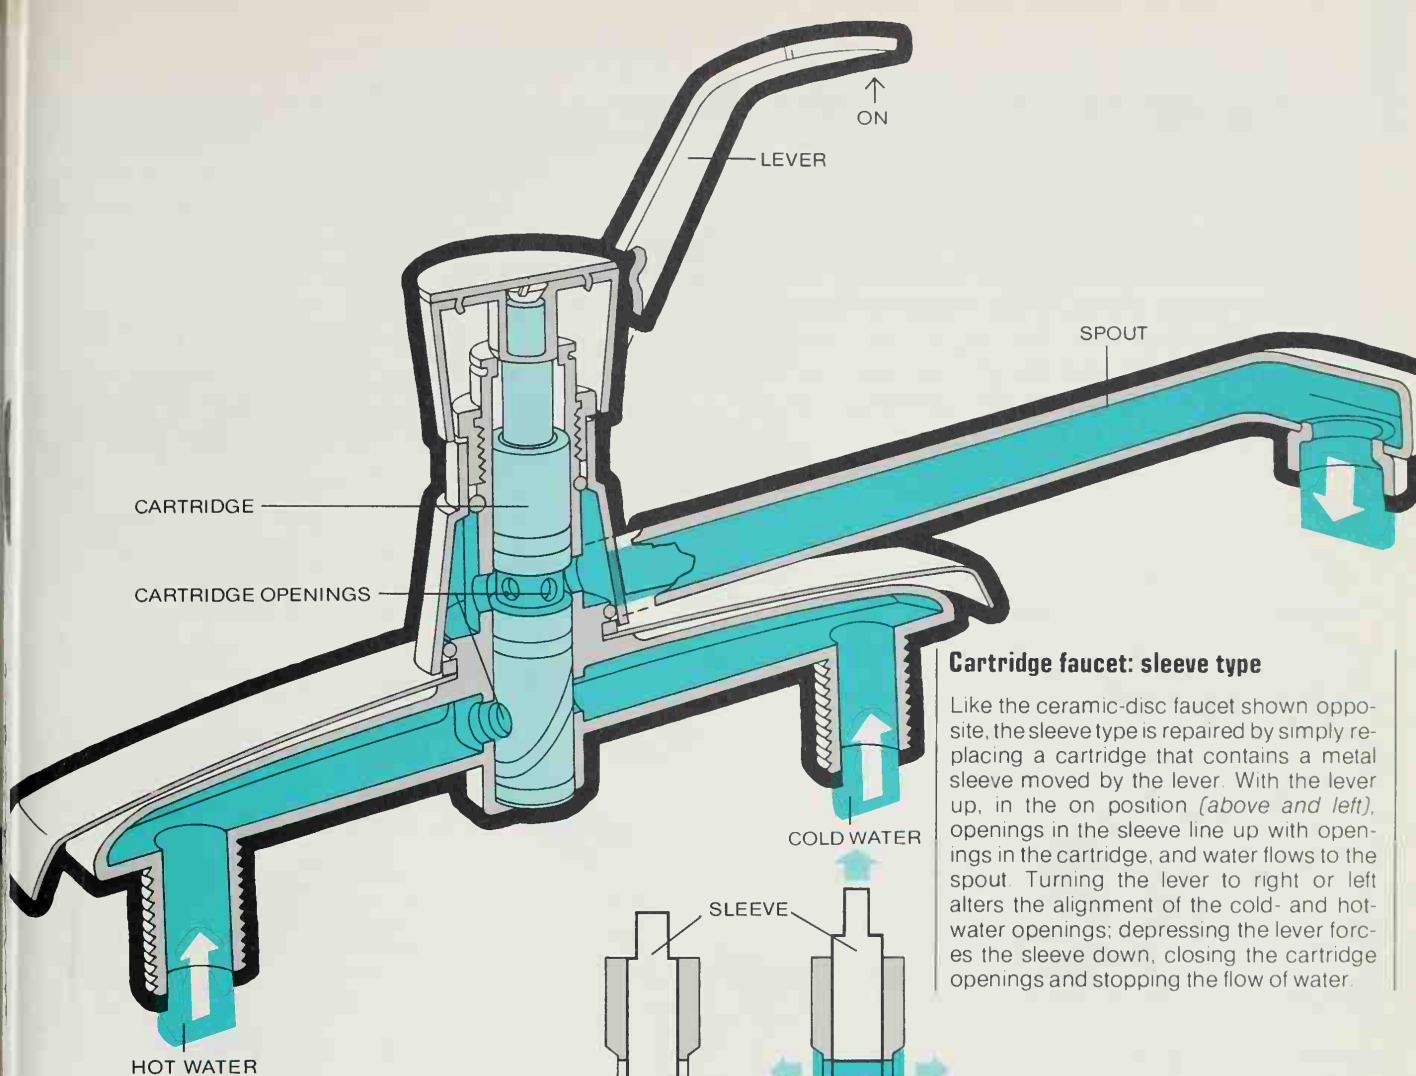 ON
LEVER
SPOUT
CARTRIDGE
CARTRIDGE OPENINGS
Cartridge faucet: sleeve type
Like the ceramic-disc faucet shown oppo-
site, the sleeve type is repaired by simply re-
placing a cartridge that contains a metal
sleeve moved by the lever. With the lever
up, in the on position (above and left),
openings in the sleeve line up with open-
ings in the cartridge, and water flows to the
spout. Turning the lever to right or left
alters the alignment of the cold- and hot-
water openings; depressing the lever forc-
es the sleeve down, closing the cartridge
openings and stopping the flow of water.
COLD WATER
SLEEVE
HOT WATER